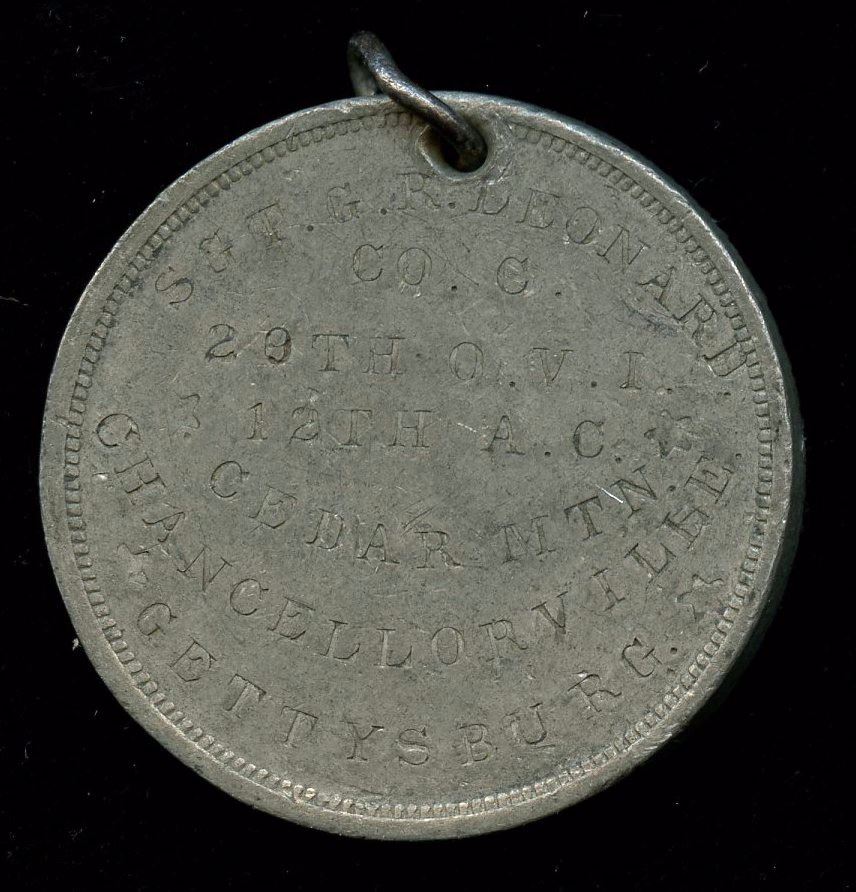 SGT. G. R. LEONARD
CO. G.
29TH O.V.I.
12TH A.C.
CEDAR MTN.
CHANCELLORVILLE.
GETTYSBURG.